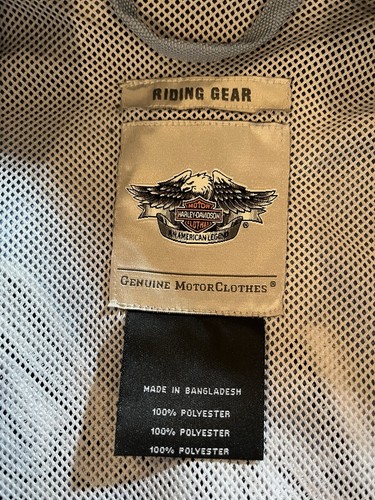 RIDING GEAR
MOTOR
HARLEY-DAVIDSON
CLOTHES
AN AMERICAN LEGEND
®
GENUINE MOTORCLOTHES®
MADE IN BANGLADESH
100% POLYESTER
100% POLYESTER
100% POLYESTER